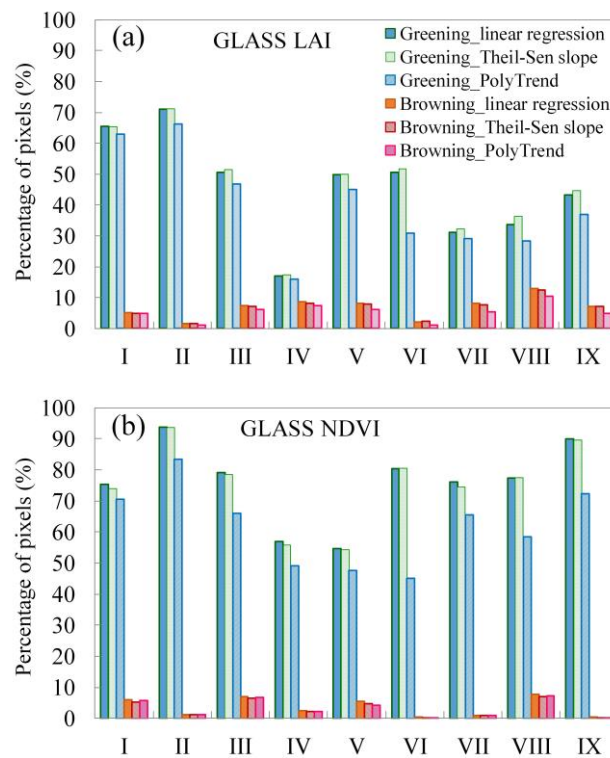 (a) GLASS LAI
Greening_linear regression
Greening_Theil-Sen slope
Greening_PolyTrend
Browning_linear regression
Browning_Theil-Sen slope
Browning_PolyTrend
Percentage of pixels (%)
100
90
80
70
60
50
40
30
20
10
0
I II III IV V VI VII VIII IX
(b) GLASS NDVI
Percentage of pixels (%)
100
90
80
70
60
50
40
30
20
10
0
I II III IV V VI VII VIII IX